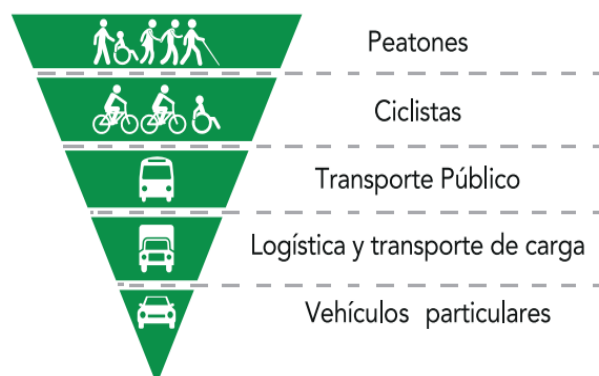 Peatones
Ciclistas
Transporte Público
Logística y transporte de carga
Vehículos particulares